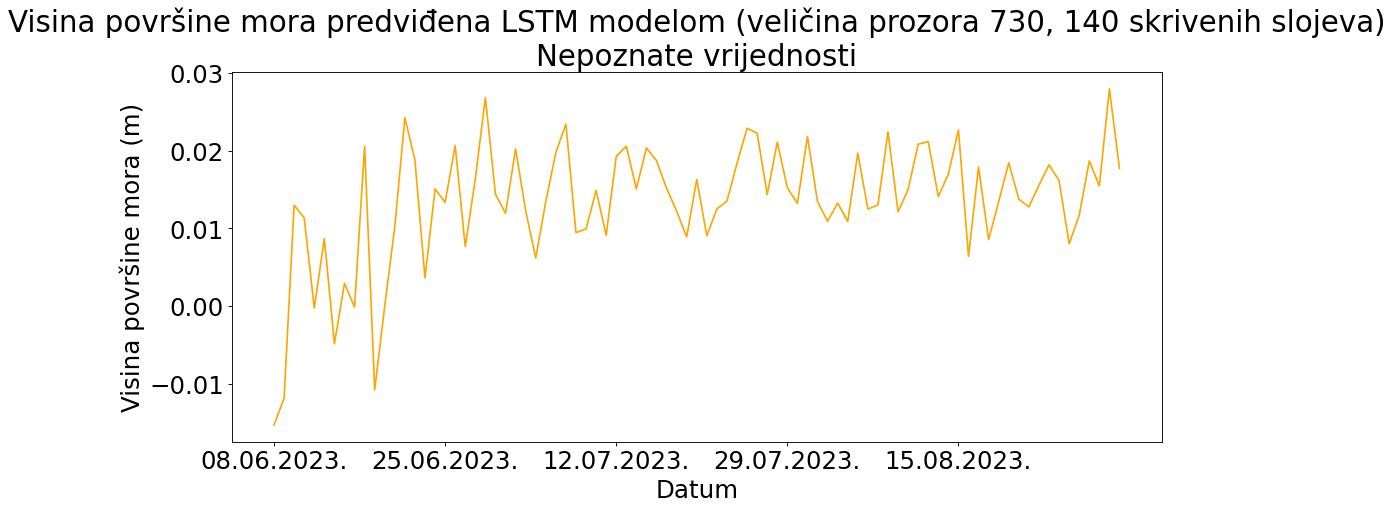 Visina površine mora predviđena LSTM modelom (veličina prozora 730, 140 skrivenih slojeva)
Nepoznate vrijednosti
0.03
0.02
0.01
0.00
−0.01
Visina površine mora (m)
08.06.2023. 25.06.2023. 12.07.2023. 29.07.2023. 15.08.2023.
Datum